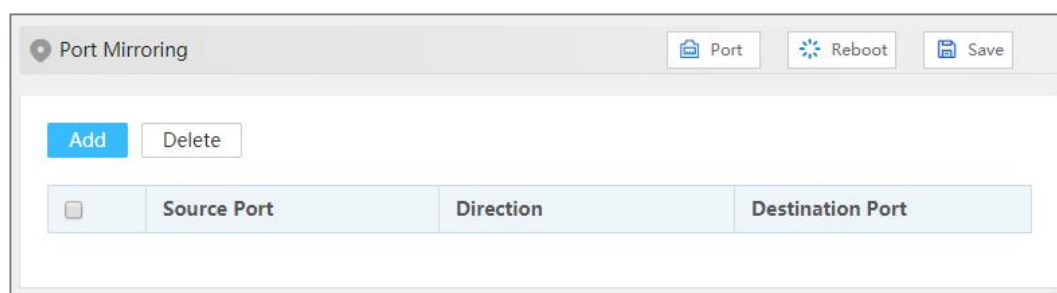 Port Mirroring Port Reboot Save
Add Delete
Source Port Direction Destination Port